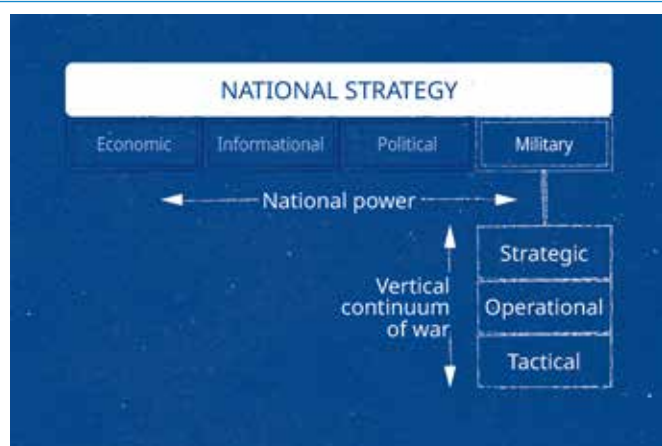 NATIONAL STRATEGY
Economic Informational Political Military
National power
Strategic
Vertical
continuum
of war
Operational
Tactical